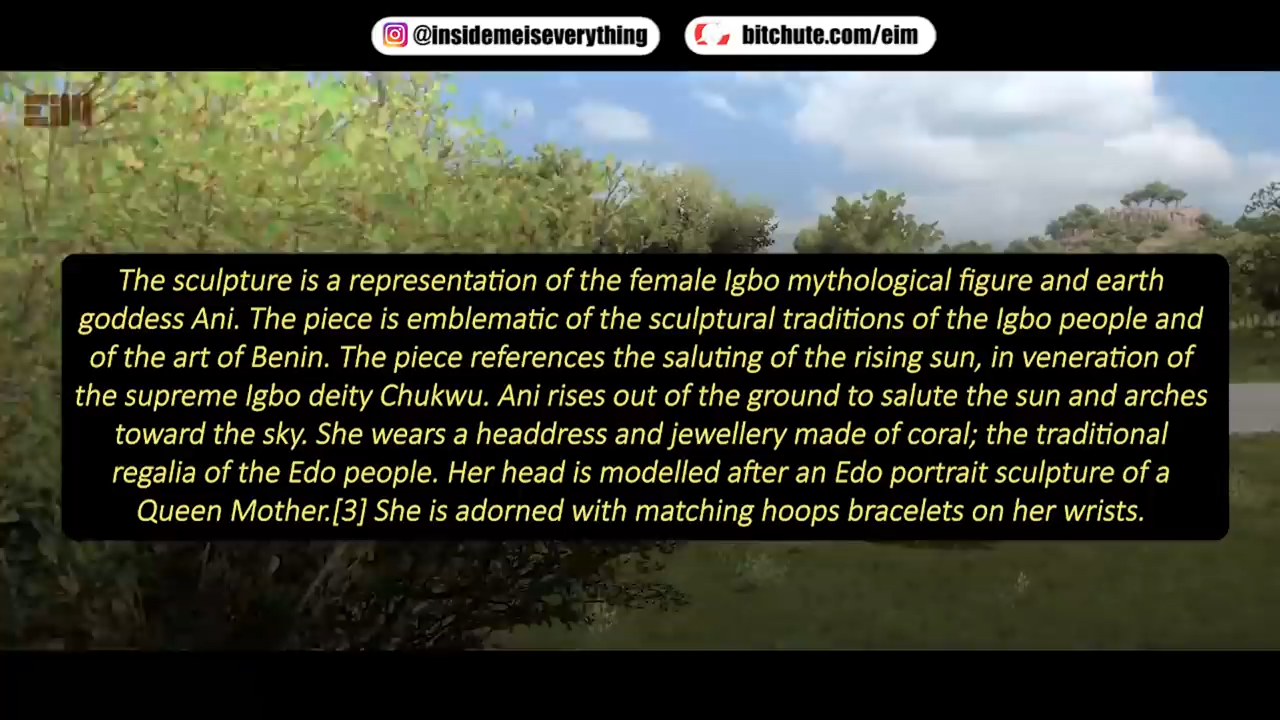 @insidemeiseverything
bitchute.com/eim
EIM
The sculpture is a representation of the female Igbo mythological figure and earth
goddess Ani. The piece is emblematic of the sculptural traditions of the Igbo people and
of the art of Benin. The piece references the saluting of the rising sun, in veneration of
the supreme Igbo deity Chukwu. Ani rises out of the ground to salute the sun and arches
toward the sky. She wears a headdress and jewellery made of coral; the traditional
regalia of the Edo people. Her head is modelled after an Edo portrait sculpture of a
Queen Mother.[3] She is adorned with matching hoops bracelets on her wrists.